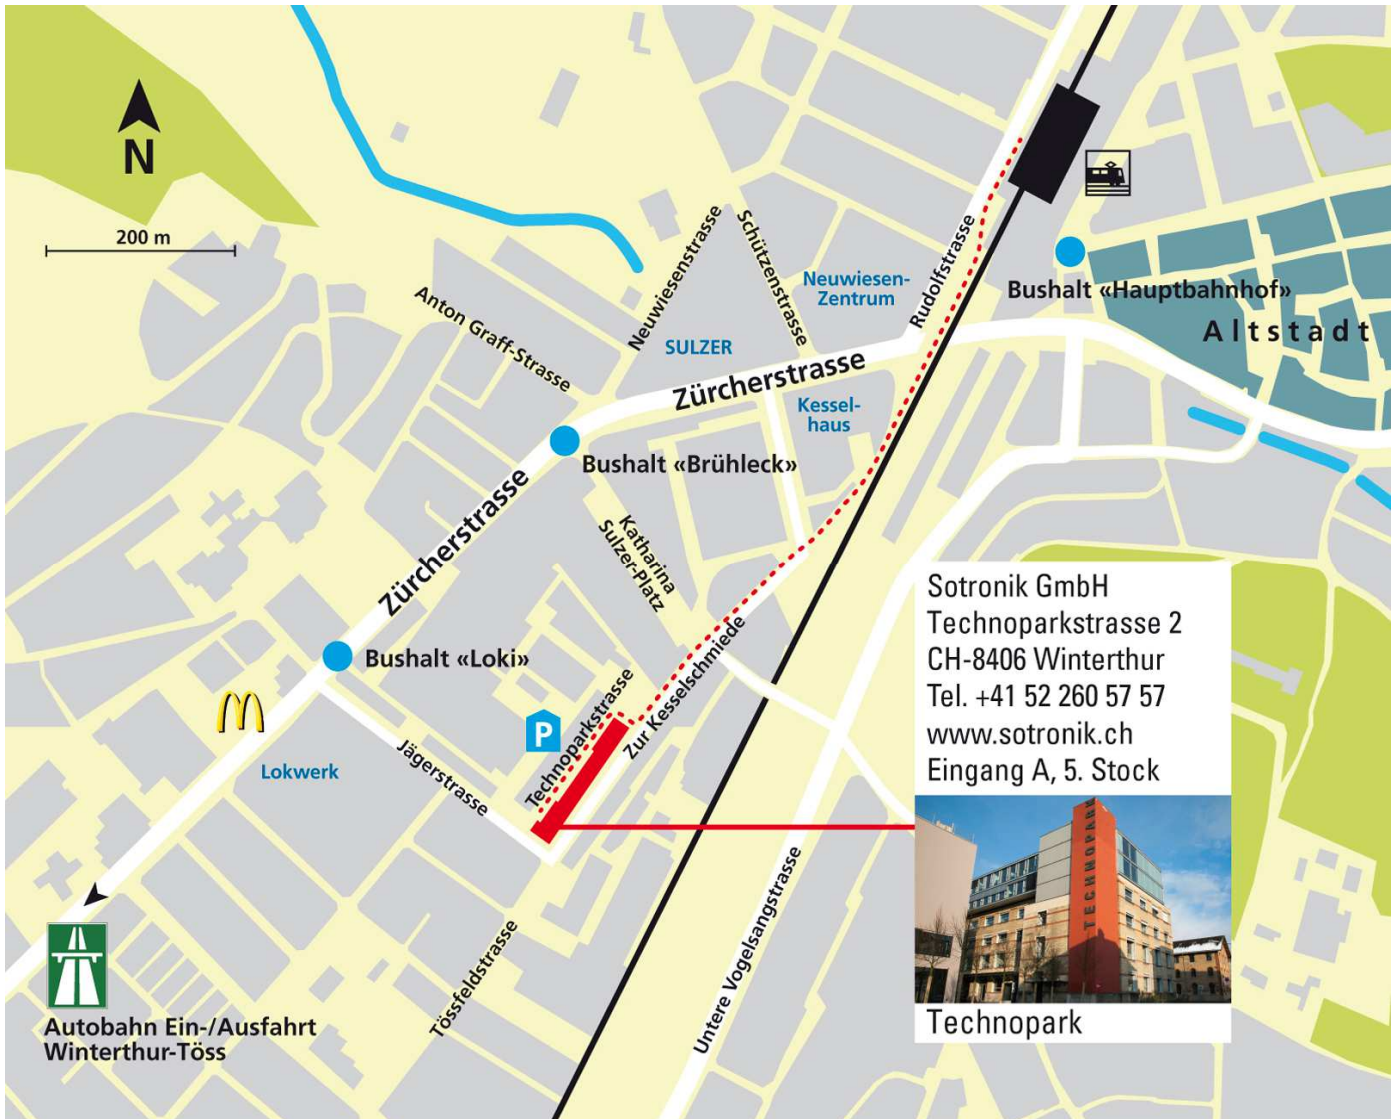 N
200 m
Neuwiesenstrasse
Schützenstrasse
Rudolfstrasse
Neuwiesen-
Zentrum
Bushalt «Hauptbahnhof»
Altstadt
Anton Graff-Strasse
SULZER
Zürcherstrasse
Kessel-
haus
Bushalt «Brühleck»
Zürcherstrasse
Katharina
Sulzer-Platz
Bushalt «Loki»
Zur Kesselschmiede
Technoparkstrasse
P
Jägerstrasse
Lokwerk
Tössfeldstrasse
Untere Vogelsangstrasse
Autobahn Ein-/Ausfahrt
Winterthur-Töss
Sotronik GmbH
Technoparkstrasse 2
CH-8406 Winterthur
Tel. +41 52 260 57 57
www.sotronik.ch
Eingang A, 5. Stock
TECHNOPARK
Technopark